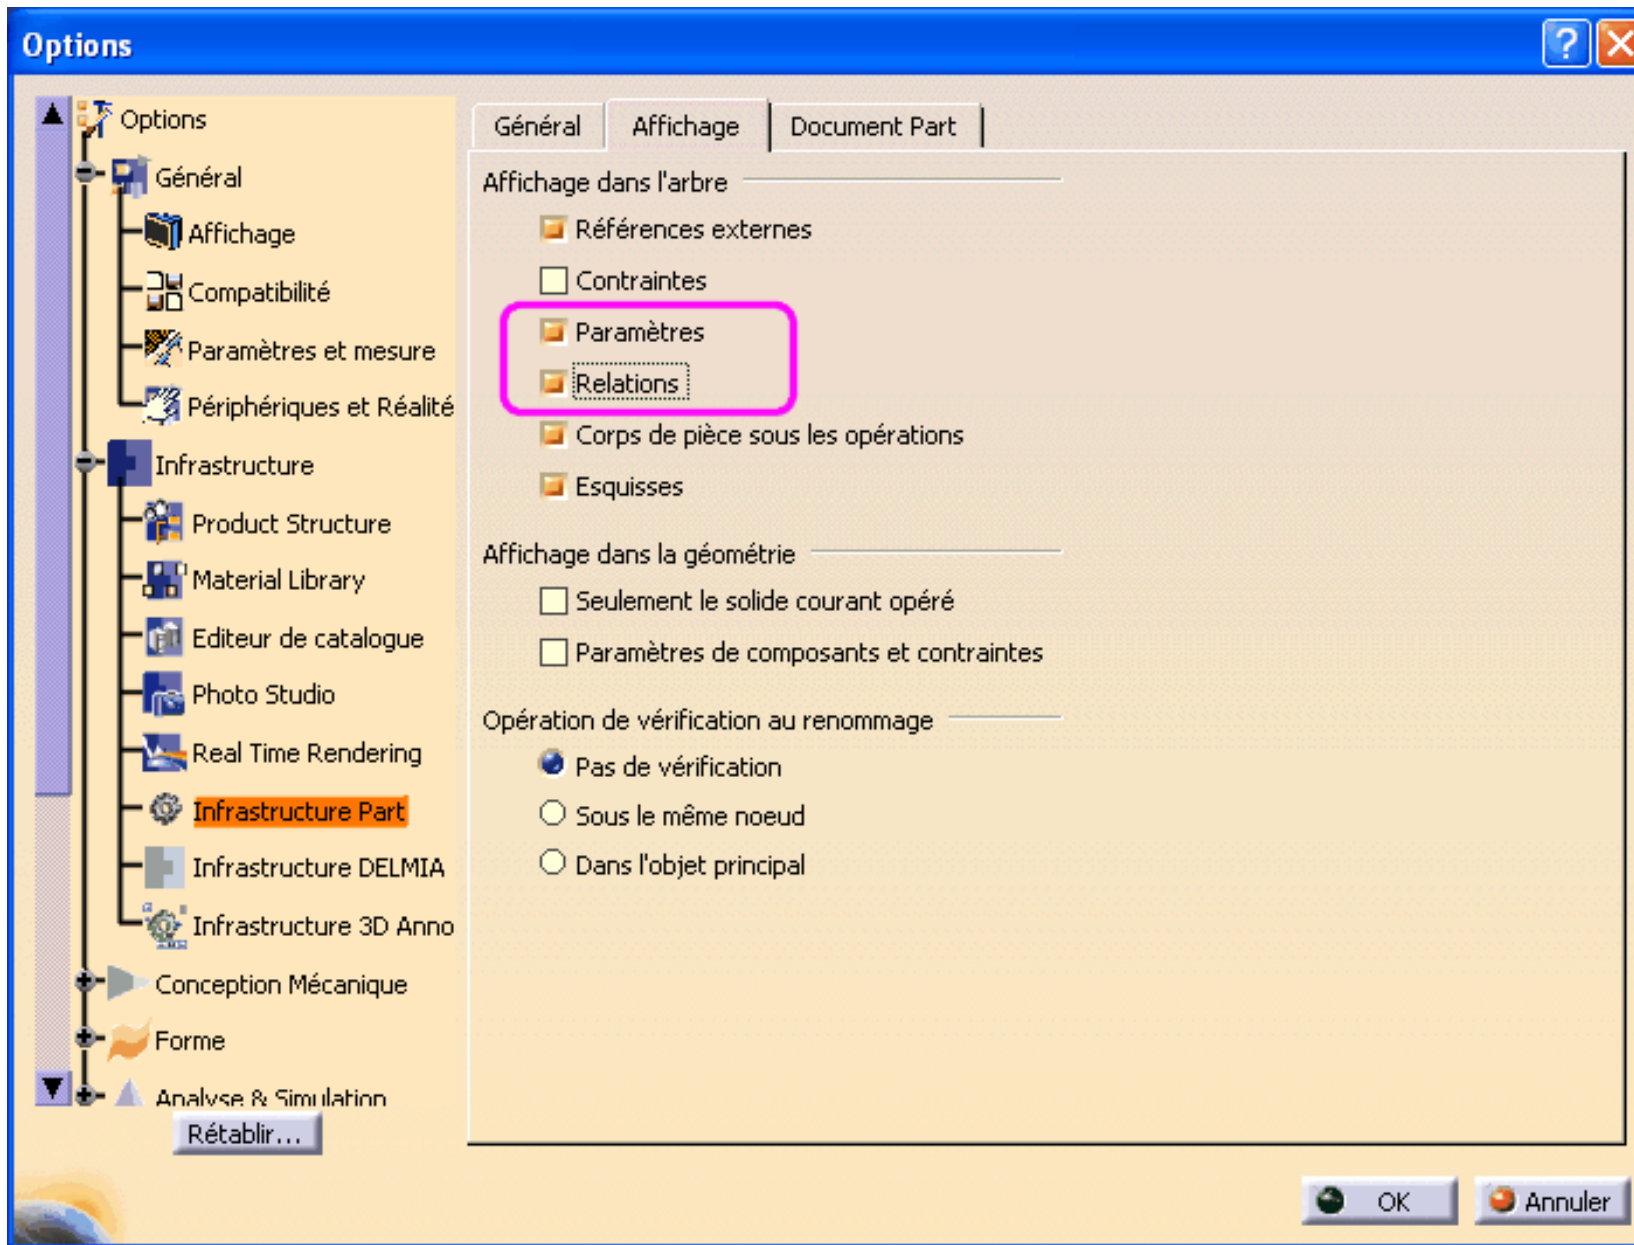 Options
Options
Général
Affichage
Compatibilité
Paramètres et mesure
Périphériques et Réalité
Infrastructure
Product Structure
Material Library
Editeur de catalogue
Photo Studio
Real Time Rendering
Infrastructure Part
Infrastructure DELMIA
Infrastructure 3D Anno
Conception Mécanique
Forme
Analyse & Simulation
Rétablir...
Général Affichage Document Part
Affichage dans l'arbre
Références externes
Contraintes
Paramètres
Relations
Corps de pièce sous les opérations
Esquisses
Affichage dans la géométrie
Seulement le solide courant opéré
Paramètres de composants et contraintes
Opération de vérification au renommage
Pas de vérification
Sous le même noeud
Dans l'objet principal
OK Annuler